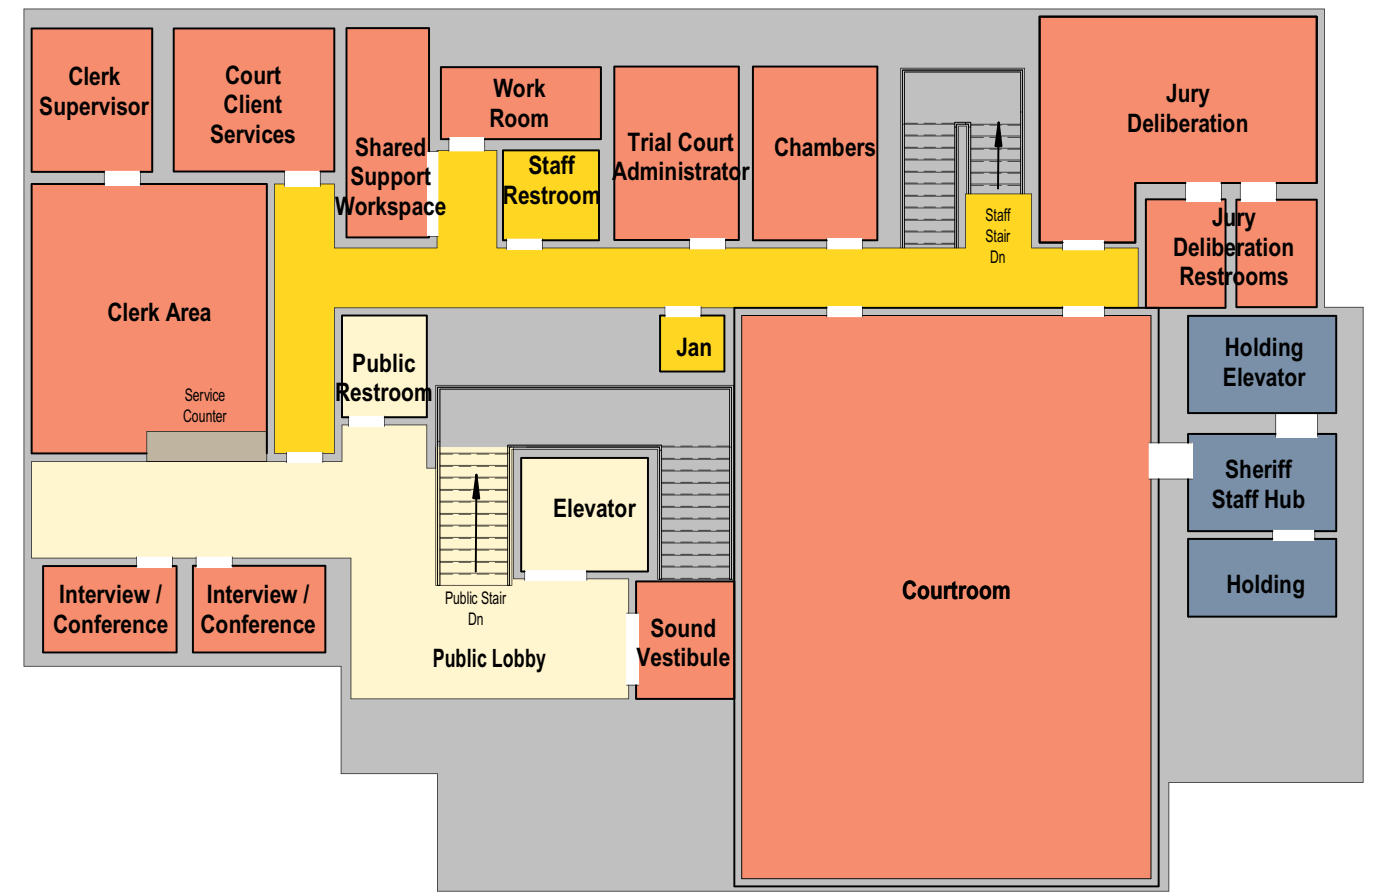 Clerk
Supervisor
Court
Client
Services
Shared
Support
Workspace
Work
Room
Staff
Restroom
Trial Court
Administrator
Chambers
Staff
Stair
Dn
Jury
Deliberation
Jury
Deliberation
Restrooms
Clerk Area
Service
Counter
Public
Restroom
Jan
Holding
Elevator
Sheriff
Staff Hub
Holding
Elevator
Courtroom
Interview /
Conference
Interview /
Conference
Public Stair
Dn
Public Lobby
Sound
Vestibule